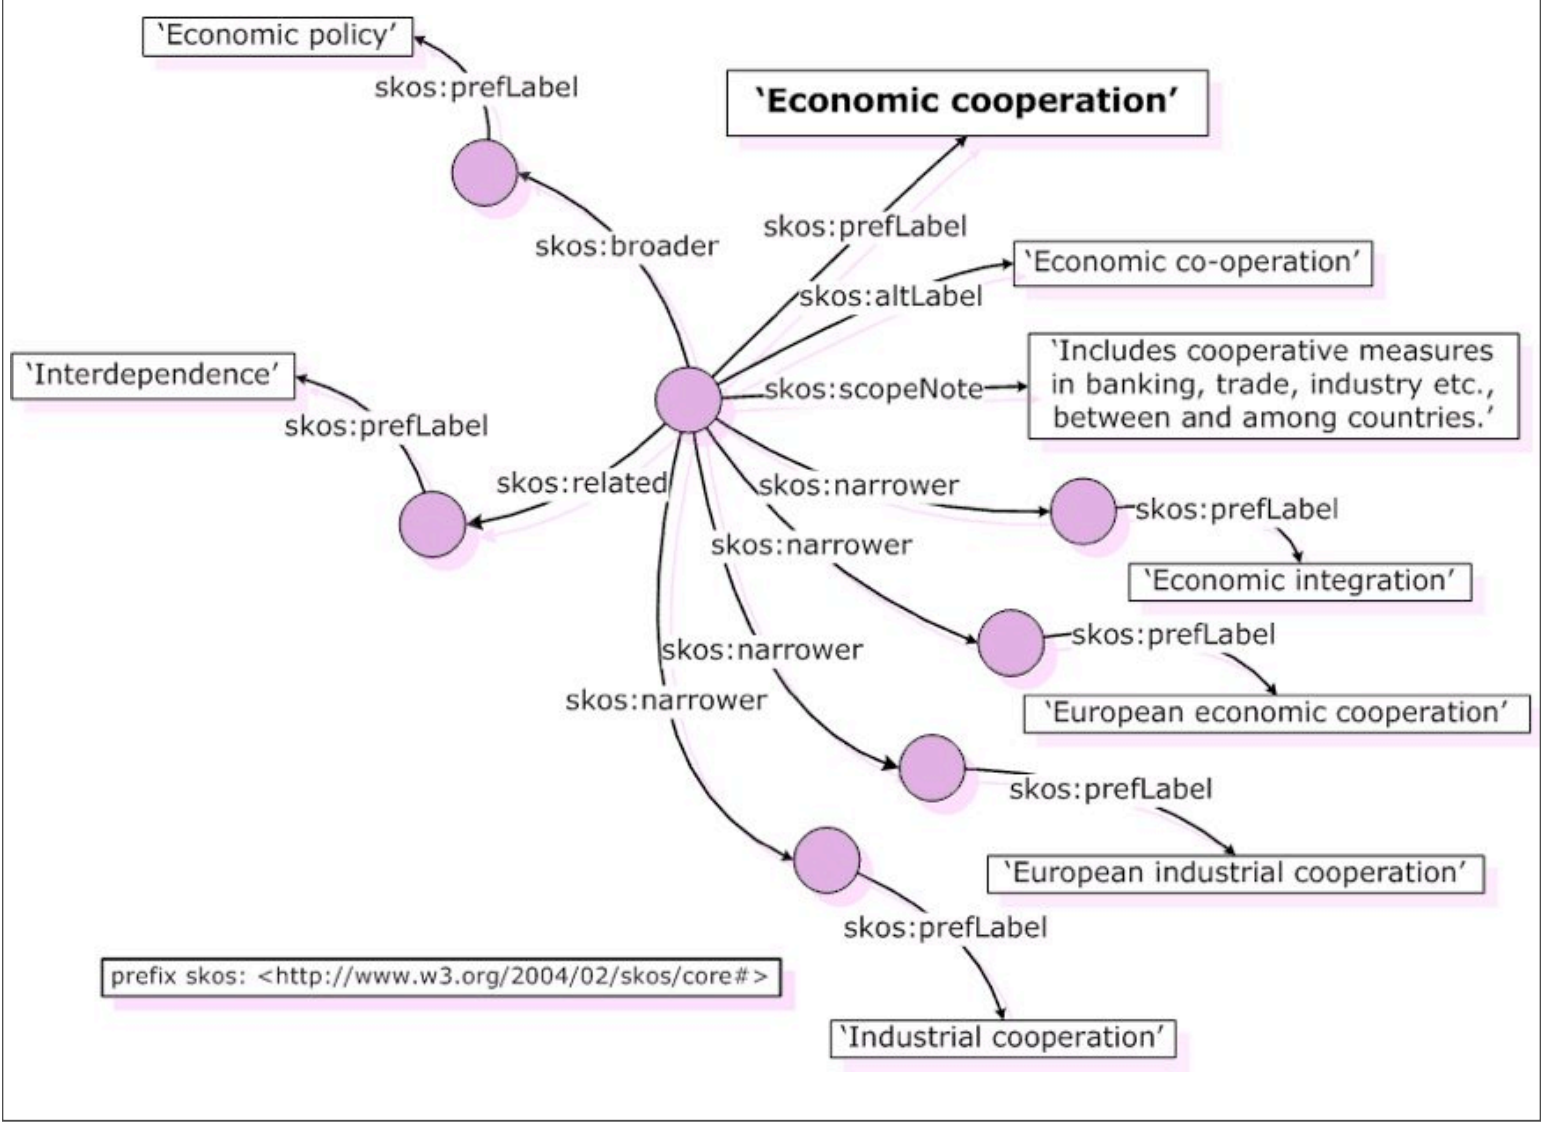 ‘Economic policy’
skos:prefLabel
‘Economic cooperation’
skos:prefLabel
skos:broader
‘Economic co-operation’
skos:altLabel
‘Interdependence’
skos:prefLabel
skos:scopeNote
‘Includes cooperative measures
in banking, trade, industry etc.,
between and among countries.’
skos:related
skos:narrower
skos:prefLabel
‘Economic integration’
skos:narrower
skos:prefLabel
‘European economic cooperation’
skos:narrower
skos:prefLabel
‘European industrial cooperation’
skos:narrower
skos:prefLabel
‘Industrial cooperation’
prefix skos: <http://www.w3.org/2004/02/skos/core#>